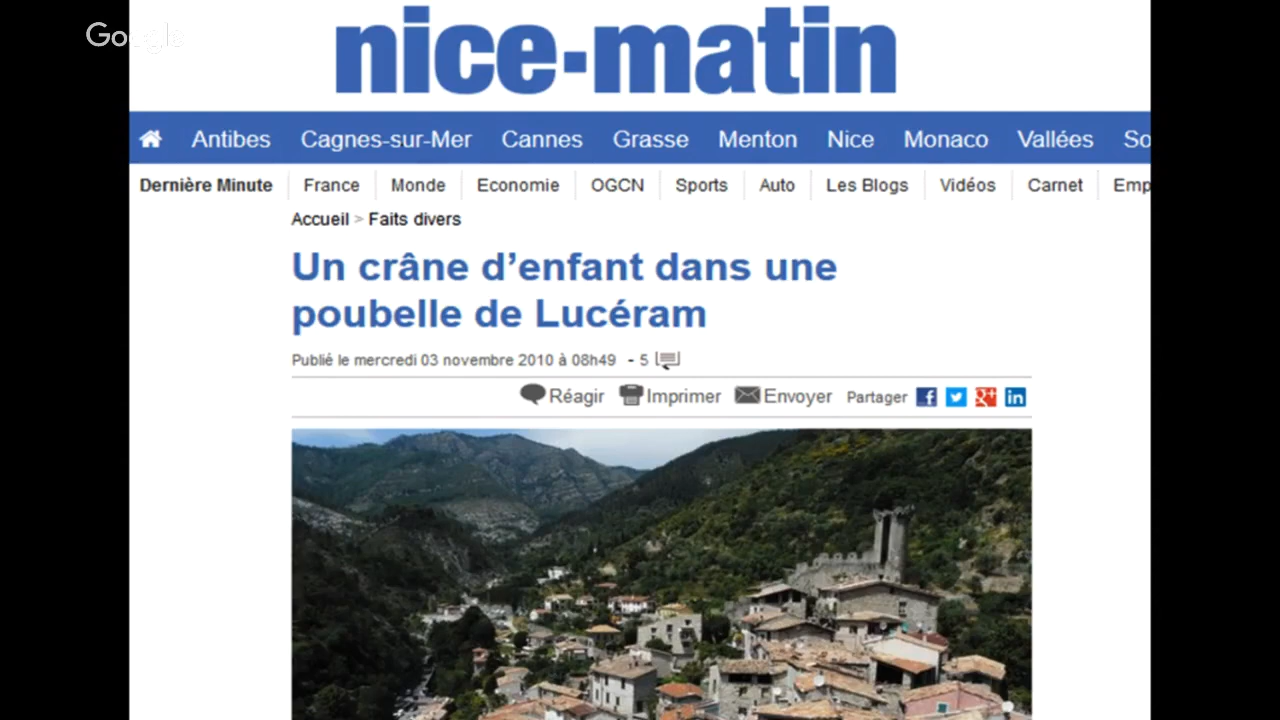 Google
nice-matin
Antibes Cagnes-sur-Mer Cannes Grasse Menton Nice Monaco Vallées So
Dernière Minute France Monde Economie OGCN Sports Auto Les Blogs Vidéos Carnet Emp
Accueil > Faits divers
Un crâne d’enfant dans une
poubelle de Lucéram
Publié le mercredi 03 novembre 2010 à 08h49 - 5
Réagir Imprimer Envoyer Partager